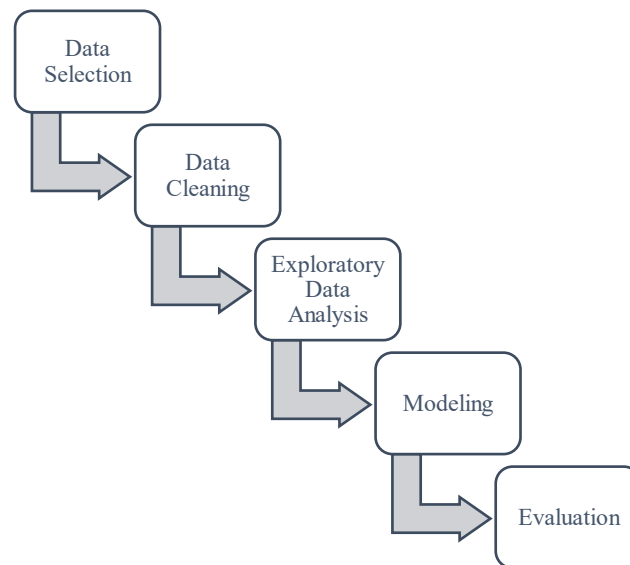 Data
Selection
Data
Cleaning
Exploratory
Data
Analysis
Modeling
Evaluation